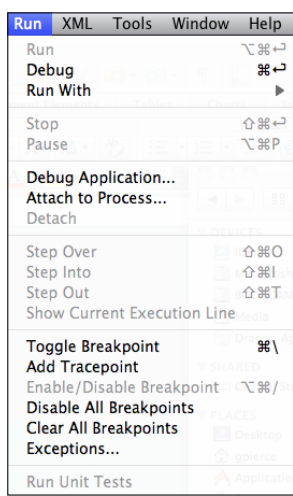 Run XML Tools Window Help
Run ⌥⌘↩
Debug ⌘↩
Run With ▶
Stop ⇧⌘↩
Pause ⌥⌘P
Debug Application...
Attach to Process...
Detach
Step Over ⇧⌘O
Step Into ⇧⌘I
Step Out ⇧⌘T
Show Current Execution Line
Toggle Breakpoint ⌘\
Add Tracepoint
Enable/Disable Breakpoint ⌥⌘/
Disable All Breakpoints
Clear All Breakpoints
Exceptions...
Run Unit Tests
DEVICES
SHARED
PLACES
Desktop
gpierce